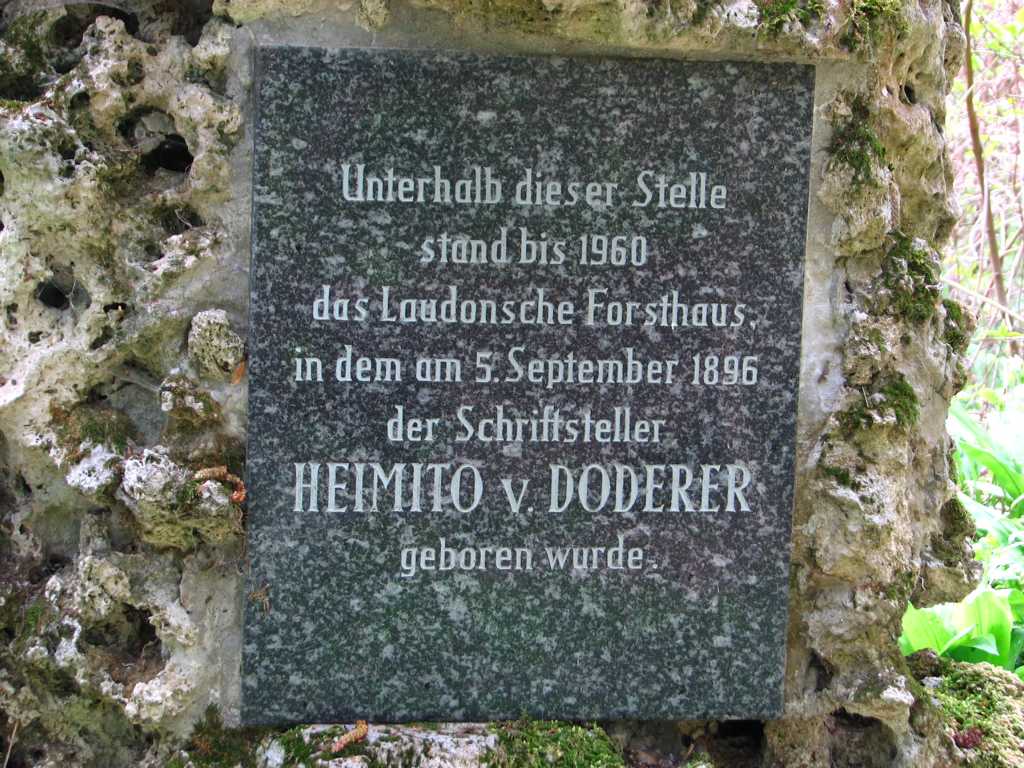 Unterhalb dieser Stelle
stand bis 1960
das Laudonsche Forsthaus,
in dem am 5. September 1896
der Schriftsteller
HEIMITO v. DODERER
geboren wurde.